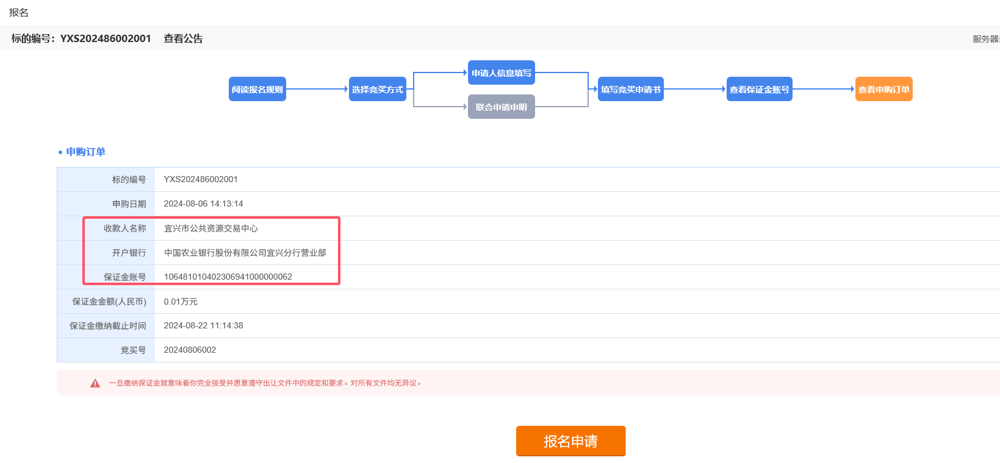 报名
标的编号：YXS202486002001 查看公告
服务器
阅读报名规则
选择竞买方式
申请人信息填写
联合申请申明
填写竞买申请书
查看保证金账号
查看申购订单
申购订单
标的编号 YXS202486002001
申购日期 2024-08-06 14:13:14
收款人名称 宜兴市公共资源交易中心
开户银行 中国农业银行股份有限公司宜兴分行营业部
保证金账号 106481010402306941000000062
保证金金额(人民币) 0.01万元
保证金缴纳截止时间 2024-08-22 11:14:38
竞买号 20240806002
一旦缴纳保证金就意味着你完全接受并愿意遵守出让文件中的规定和要求。对所有文件均无异议。
报名申请